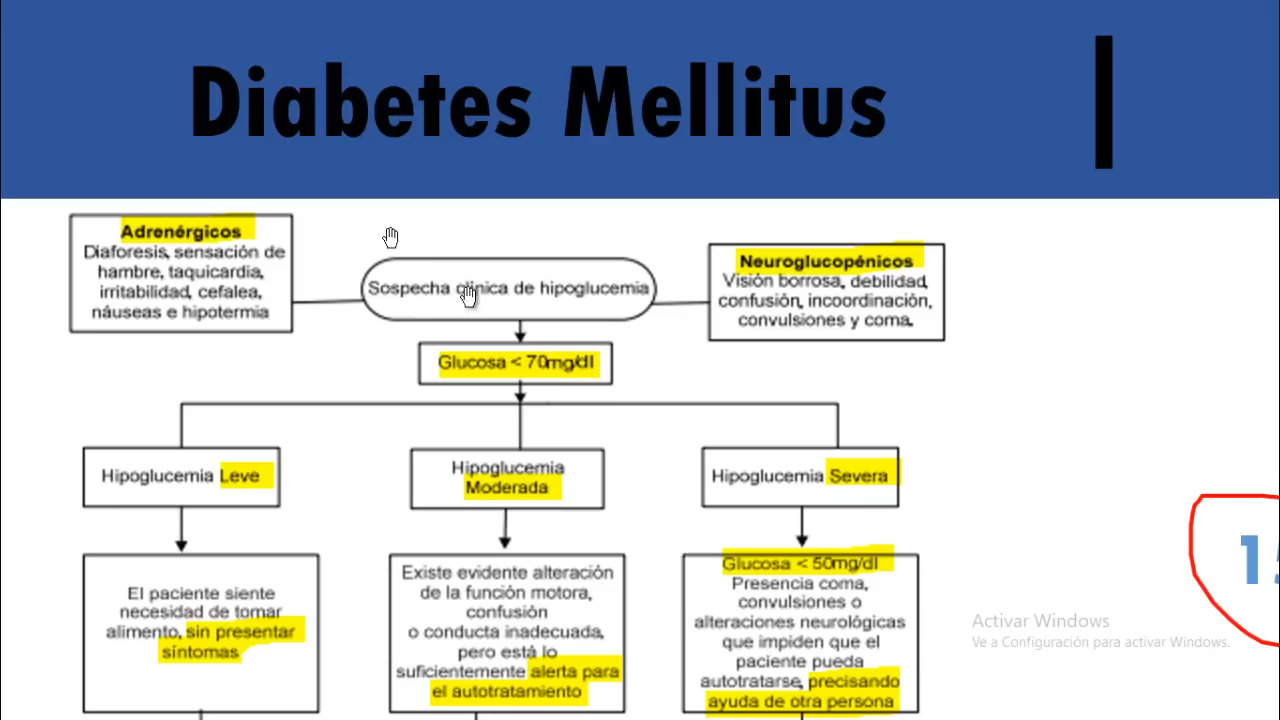 Diabetes Mellitus
Adrenérgicos
Diaforesis, sensación de
hambre, taquicardia,
irritabilidad, cefalea,
náuseas e hipotermia
Sospecha clínica de hipoglucemia
Neuroglucopénicos
Visión borrosa, debilidad,
confusión, incoordinación,
convulsiones y coma.
Glucosa < 70mg/dl
Hipoglucemia Leve
Hipoglucemia
Moderada
Hipoglucemia Severa
El paciente siente
necesidad de tomar
alimento, sin presentar
síntomas
Existe evidente alteración
de la función motora,
confusión
o conducta inadecuada,
pero está lo
suficientemente alerta para
el autotratamiento
Glucosa < 50mg/dl
Presencia coma,
convulsiones o
alteraciones neurológicas
que impiden que el
paciente pueda
autotratarse, precisando
ayuda de otra persona
Activar Windows
Ve a Configuración para activar Windows.